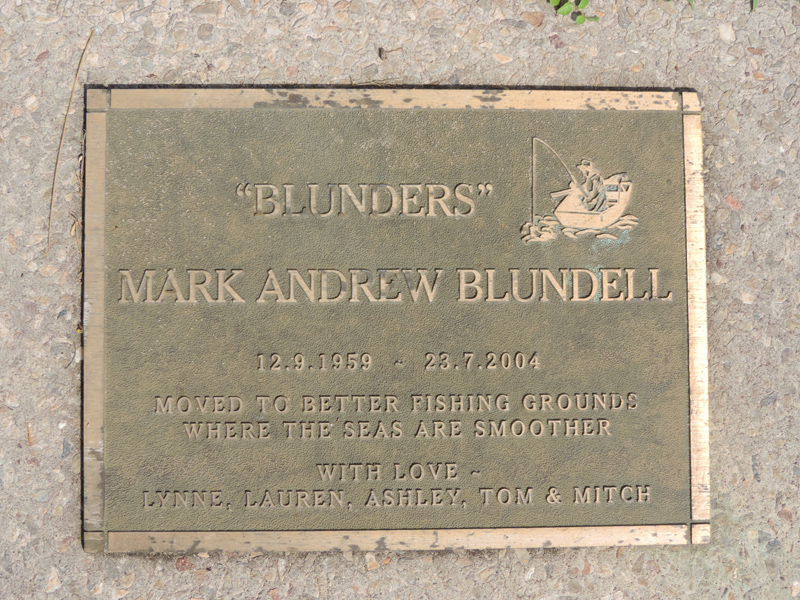 “BLUNDERS”
MARK ANDREW BLUNDELL
12.9.1959 ~ 23.7.2004
MOVED TO BETTER FISHING GROUNDS
WHERE THE SEAS ARE SMOOTHER
WITH LOVE ~
LYNNE, LAUREN, ASHLEY, TOM & MITCH